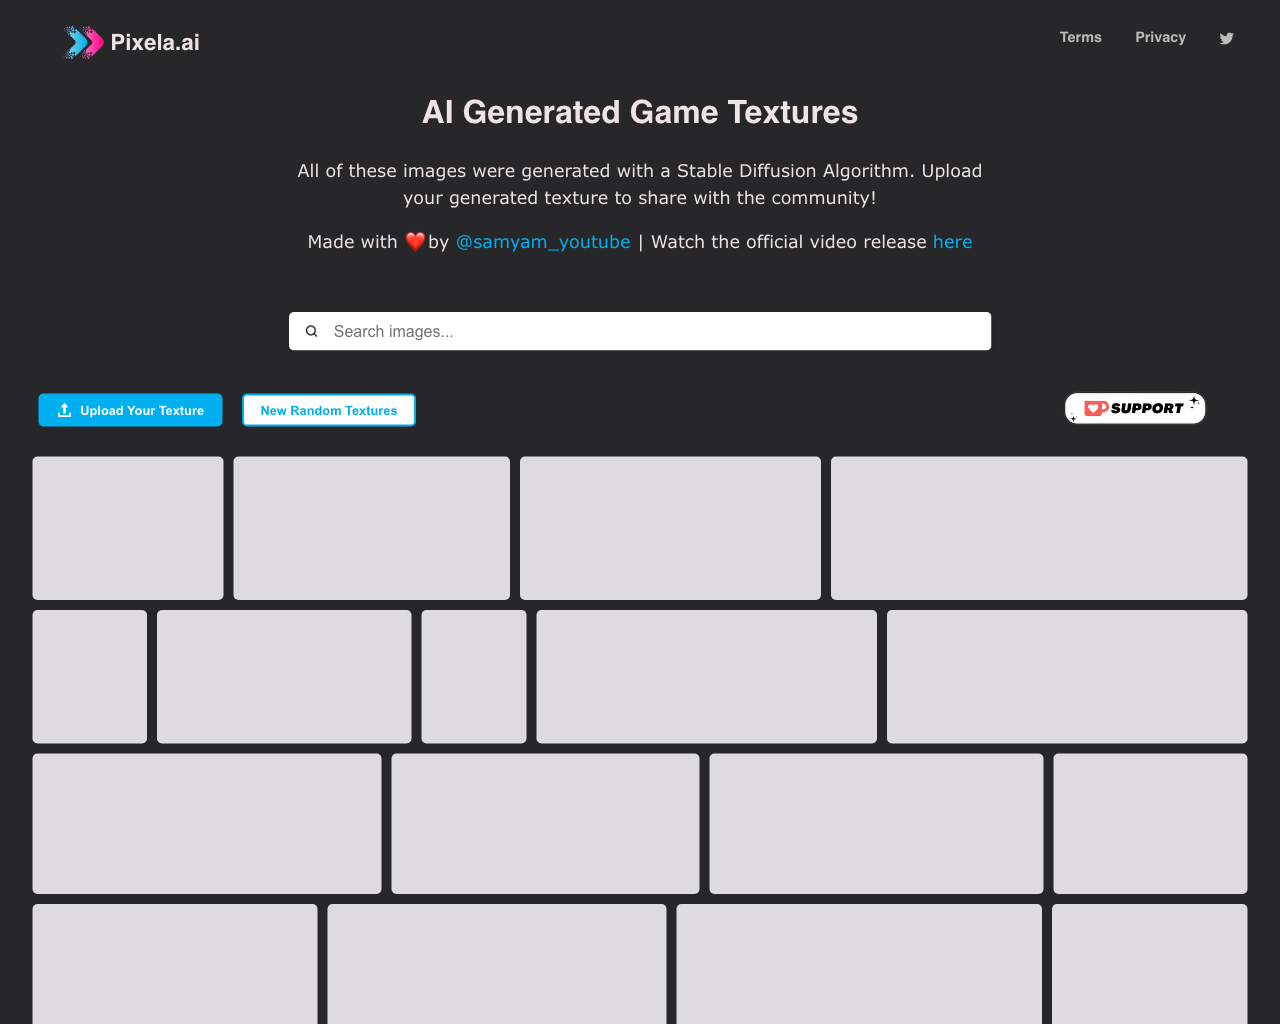 Pixela.ai
Terms
Privacy
AI Generated Game Textures
All of these images were generated with a Stable Diffusion Algorithm. Upload
your generated texture to share with the community!
Made with ❤️by @samyam_youtube | Watch the official video release here
Search images...
Upload Your Texture
New Random Textures
SUPPORT